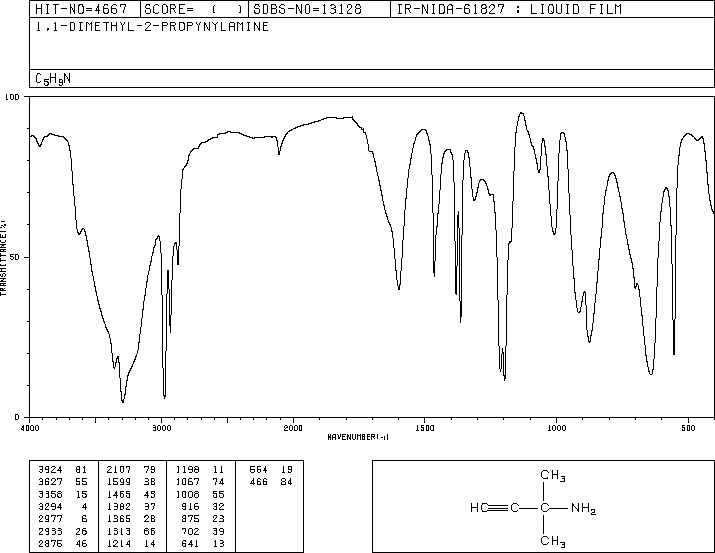 HIT-NO=4667 SCORE= ( ) SDBS-NO=13128 IR-NIDA-61827 : LIQUID FILM
1,1-DIMETHYL-2-PROPYNYLAMINE
C5H9N
100
50
0
TRANSMITTANCE(%)
4000 3000 2000 1500 1000 500
WAVENUMBER(-1)
3924 81 2107 79 1198 11 554 19
3627 55 1599 38 1067 74 466 84
3358 15 1465 43 1008 55
3294 4 1382 37 916 32
2977 6 1365 28 875 23
2933 26 1313 66 702 39
2875 46 1214 14 641 13
CH3
HC C C NH2
CH3